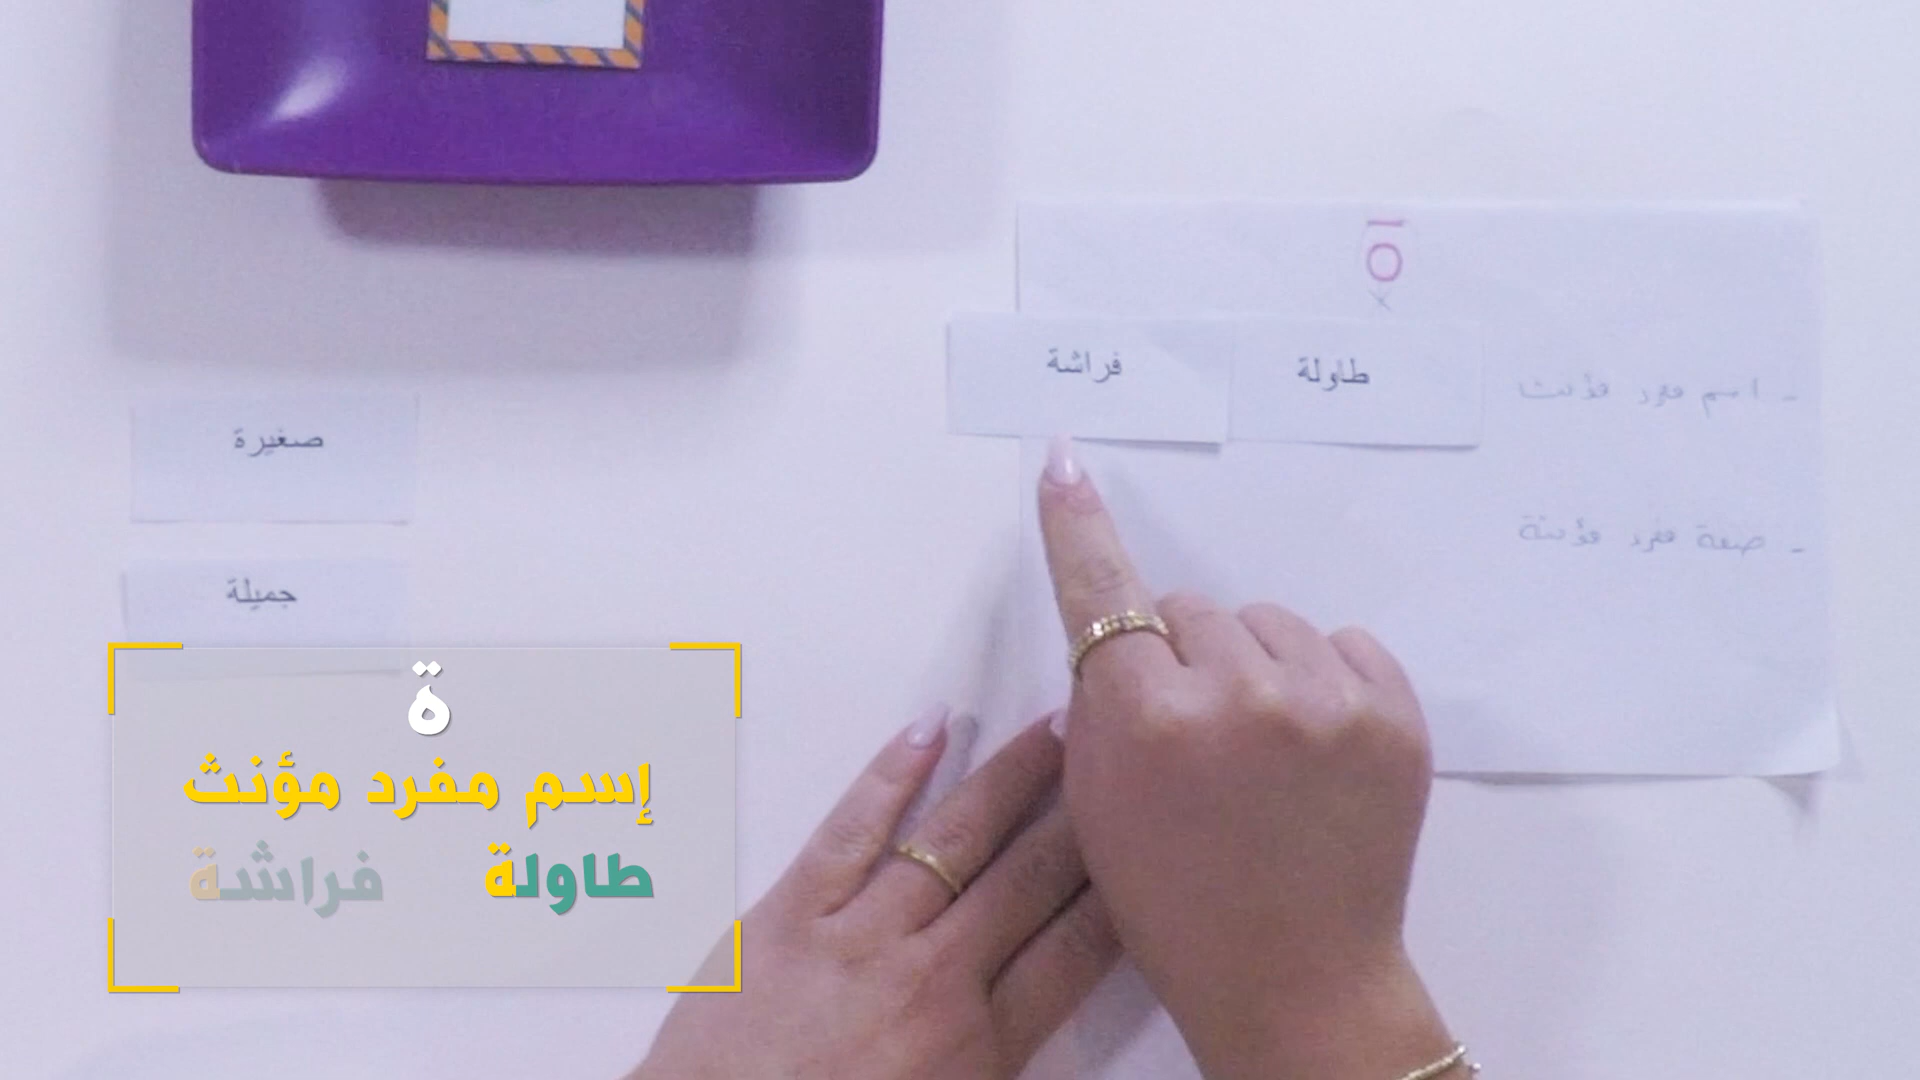 طاولة فراشة
- اسم مفرد مؤنث
- صفة مفرد مؤنثة
صغيرة
جميلة
ة
إسم مفرد مؤنث
طاولة فراشة